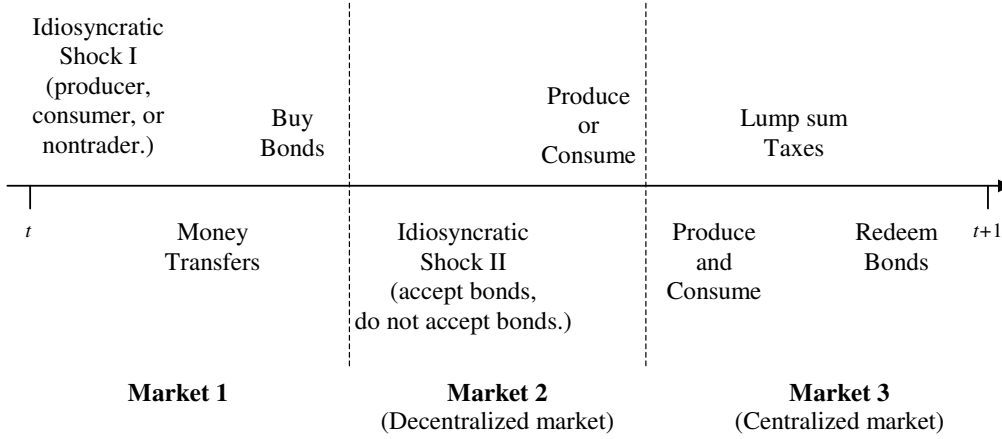 Idiosyncratic
Shock I
(producer,
consumer, or
nontrader.)
Buy
Bonds
Produce
or
Consume
Lump sum
Taxes
t
Money
Transfers
Idiosyncratic
Shock II
(accept bonds,
do not accept bonds.)
Produce
and
Consume
Redeem
Bonds
t+1
Market 1
Market 2
(Decentralized market)
Market 3
(Centralized market)